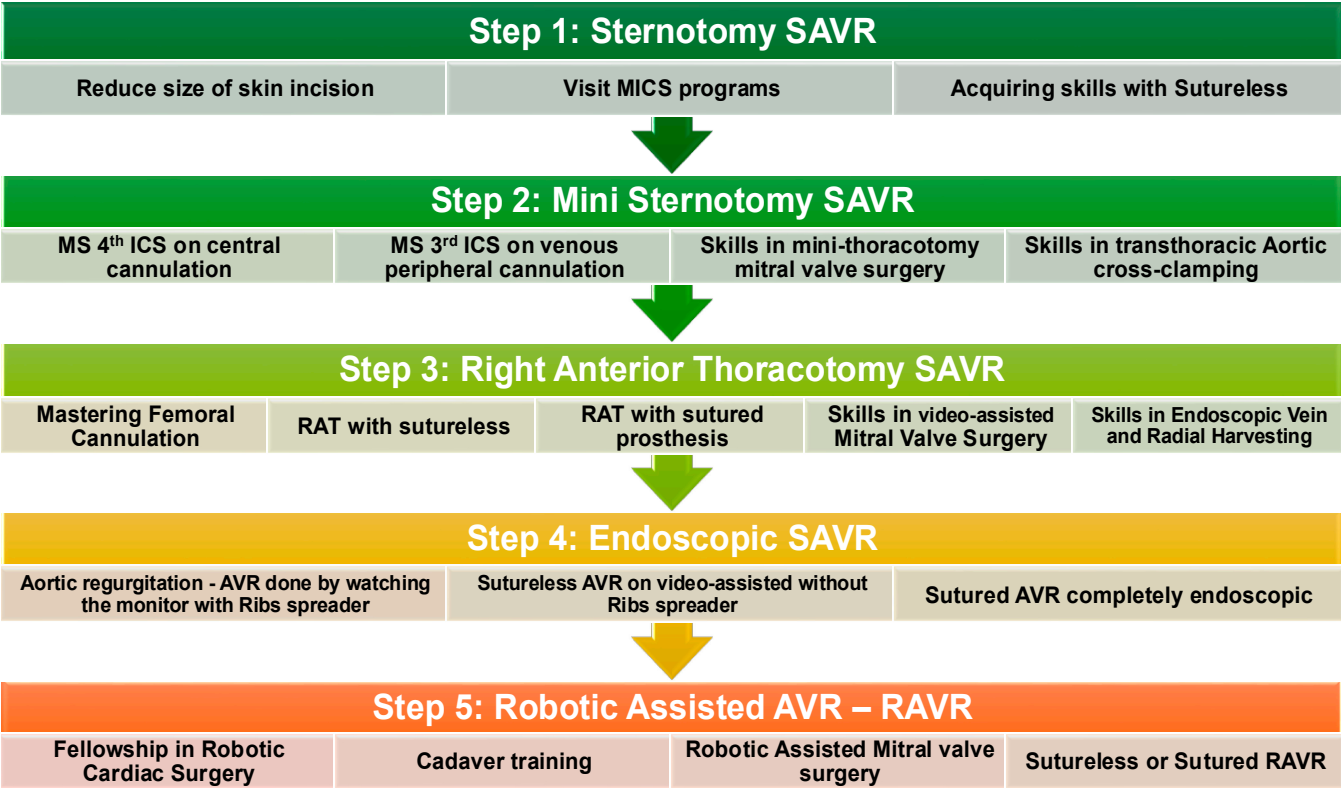 Step 1: Sternotomy SAVR
Reduce size of skin incision
Visit MICS programs
Acquiring skills with Sutureless
Step 2: Mini Sternotomy SAVR
MS 4th ICS on central
cannulation
MS 3rd ICS on venous
peripheral cannulation
Skills in mini-thoracotomy
mitral valve surgery
Skills in transthoracic Aortic
cross-clamping
Step 3: Right Anterior Thoracotomy SAVR
Mastering Femoral
Cannulation
RAT with sutureless
RAT with sutured
prosthesis
Skills in video-assisted
Mitral Valve Surgery
Skills in Endoscopic Vein
and Radial Harvesting
Step 4: Endoscopic SAVR
Aortic regurgitation - AVR done by watching
the monitor with Ribs spreader
Sutureless AVR on video-assisted without
Ribs spreader
Sutured AVR completely endoscopic
Step 5: Robotic Assisted AVR – RAVR
Fellowship in Robotic
Cardiac Surgery
Cadaver training
Robotic Assisted Mitral valve
surgery
Sutureless or Sutured RAVR